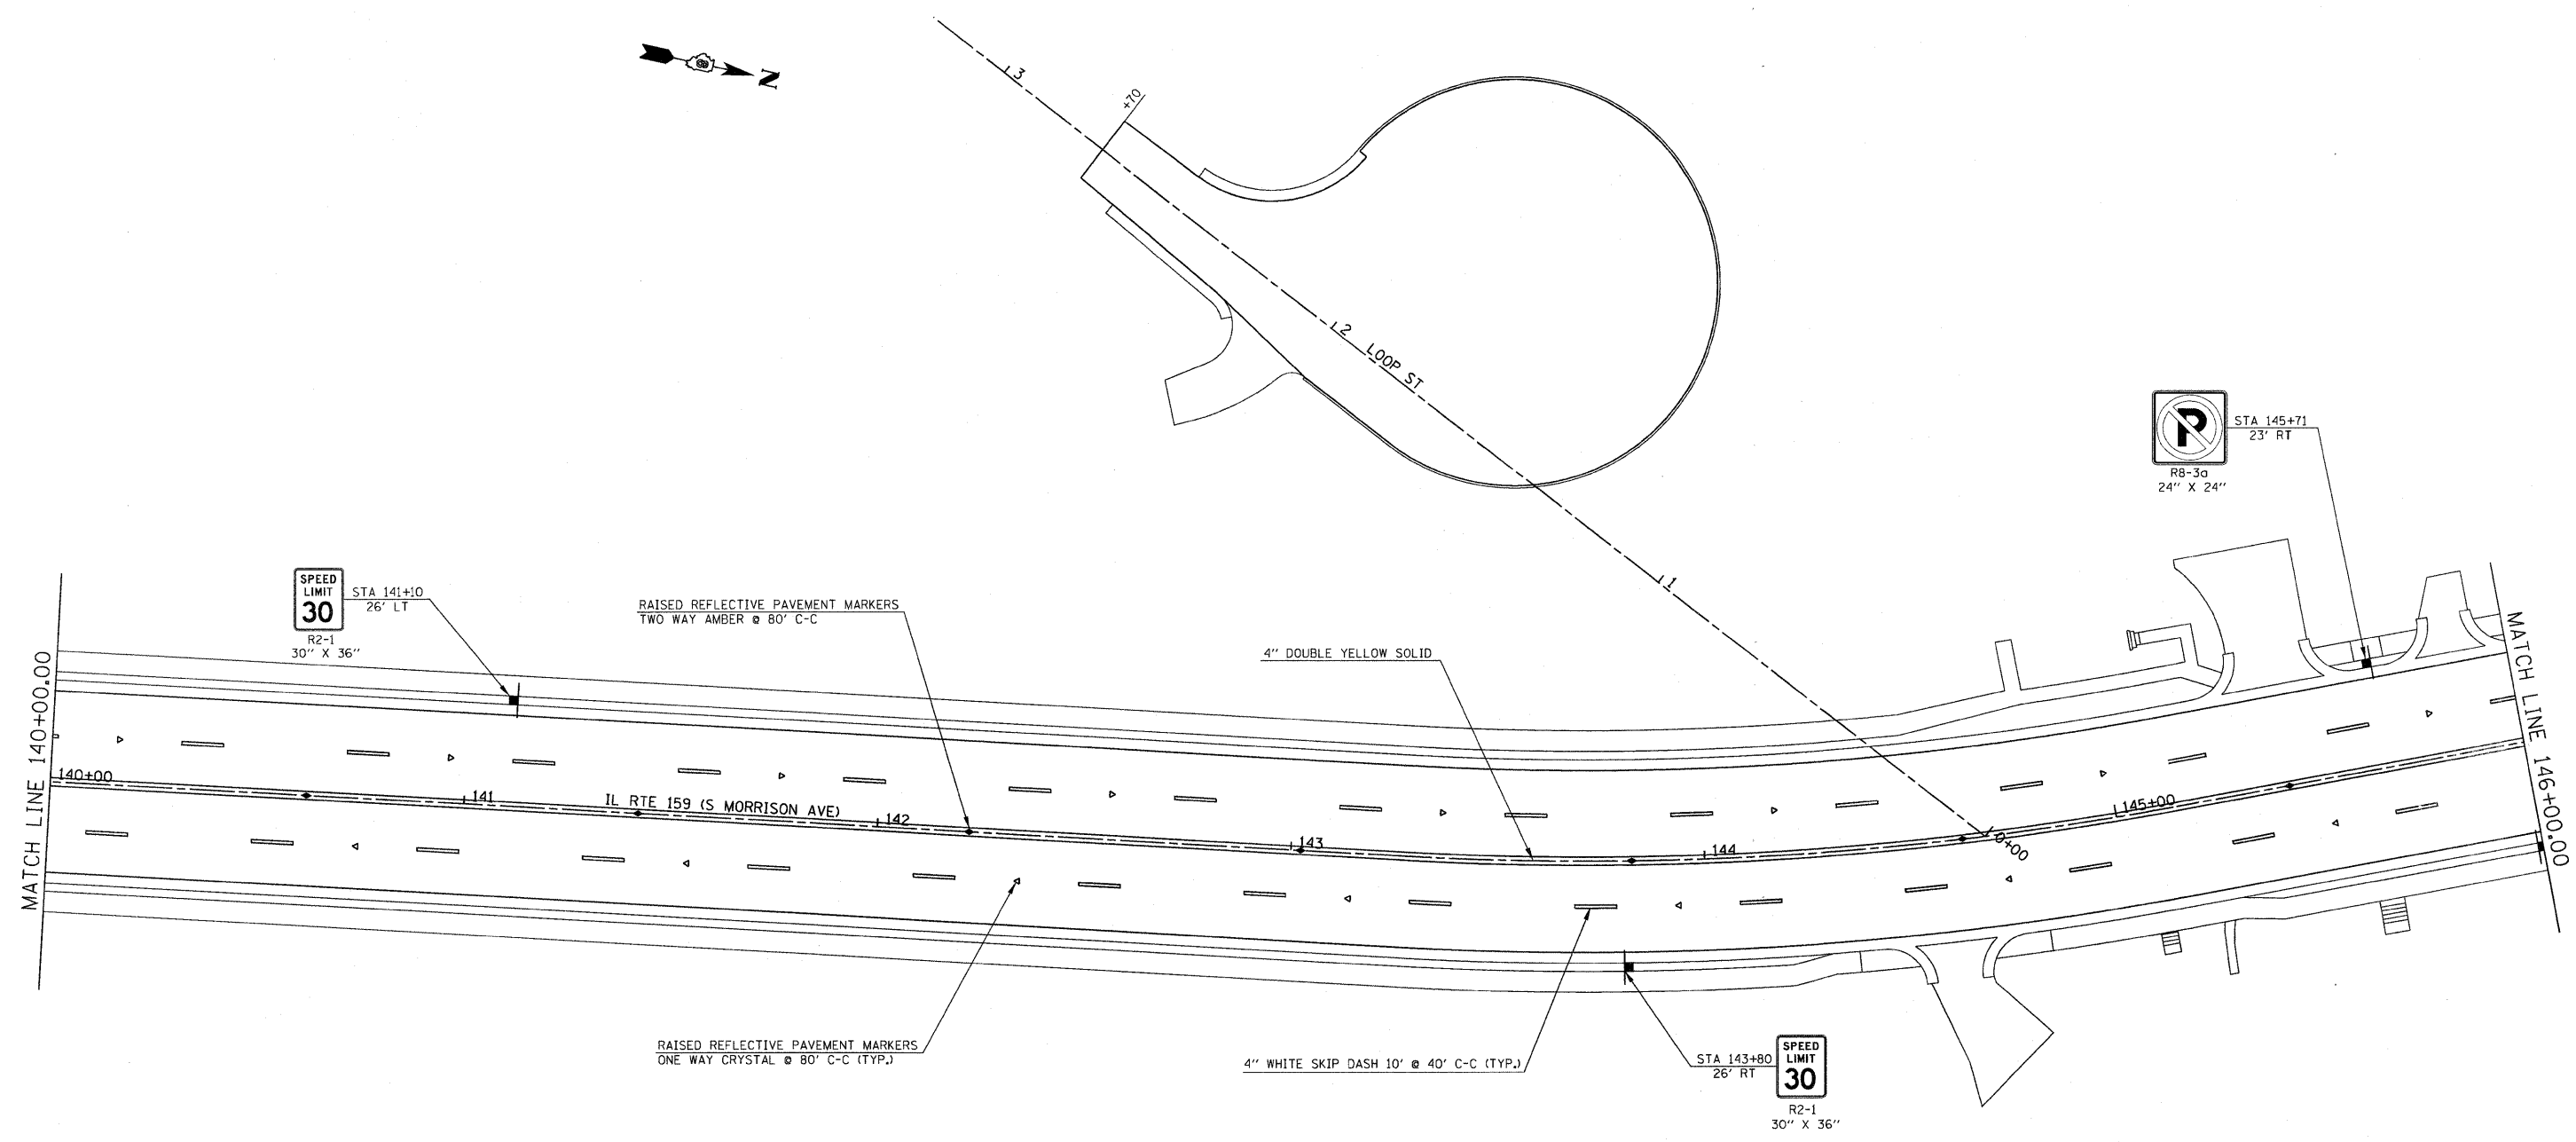 N
3
+70
2
LOOP ST
1
0+00
STA 145+71
23' RT
P
R8-3a
24" X 24"
SPEED
LIMIT
30
STA 141+10
26' LT
R2-1
30" X 36"
RAISED REFLECTIVE PAVEMENT MARKERS
TWO WAY AMBER @ 80' C-C
4" DOUBLE YELLOW SOLID
MATCH LINE 140+00.00
MATCH LINE 146+00.00
140+00
141
IL RTE 159 (S MORRISON AVE)
142
143
144
145+00
RAISED REFLECTIVE PAVEMENT MARKERS
ONE WAY CRYSTAL @ 80' C-C (TYP.)
4" WHITE SKIP DASH 10' @ 40' C-C (TYP.)
STA 143+80
26' RT
SPEED
LIMIT
30
R2-1
30" X 36"